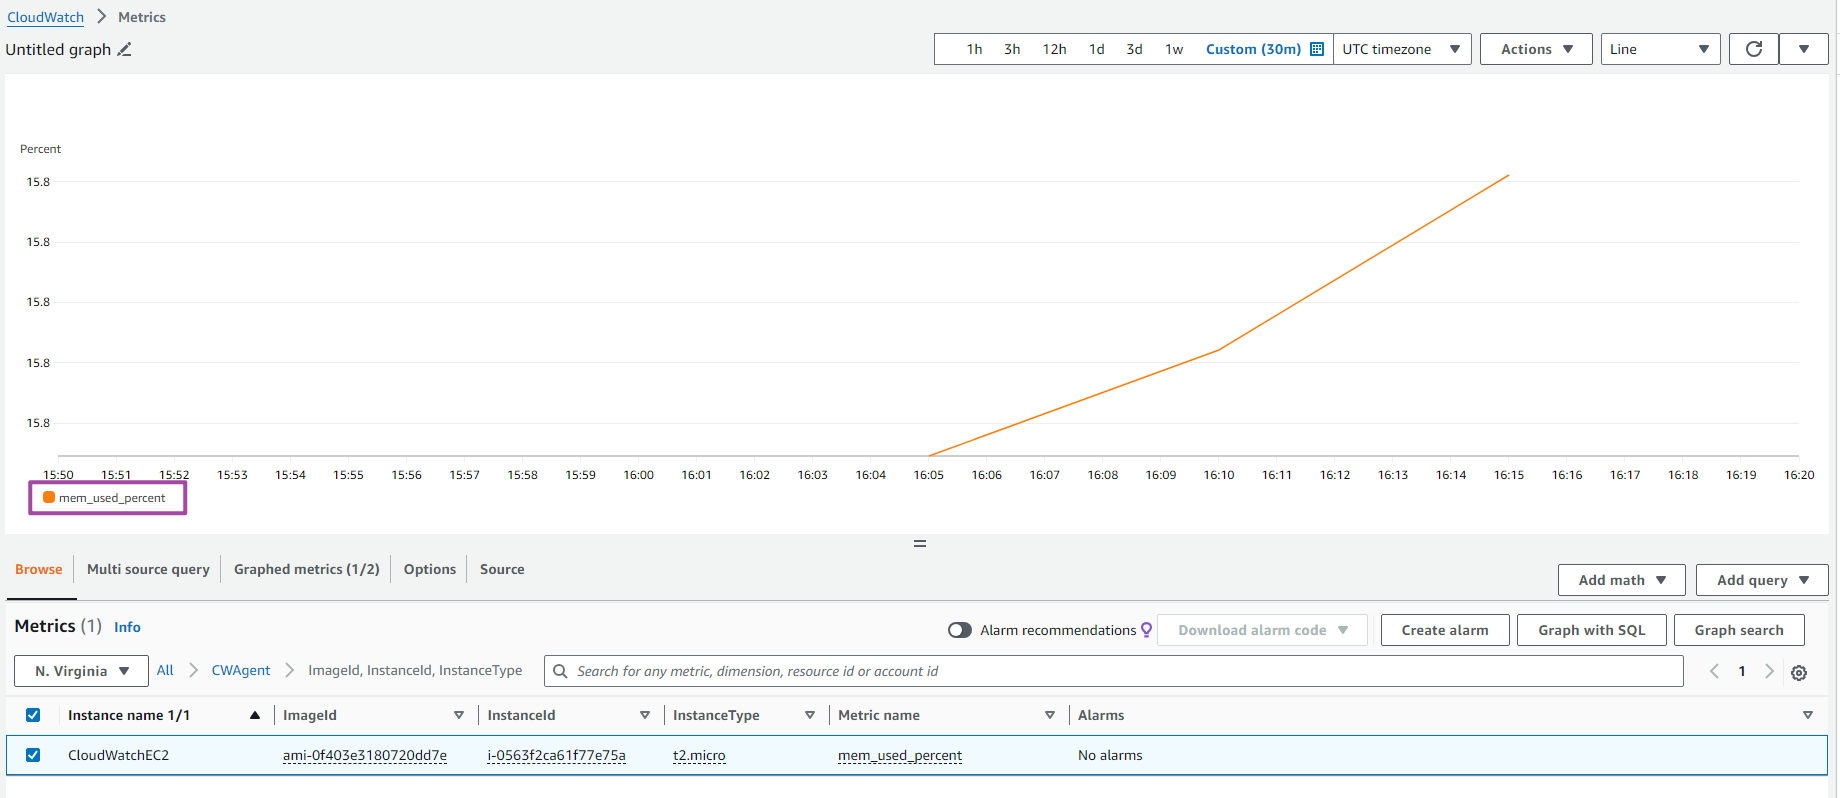 CloudWatch > Metrics
Untitled graph
1h 3h 12h 1d 3d 1w Custom (30m) UTC timezone Actions Line
Percent
15.8
15.8
15.8
15.8
15.8
15:50 15:51 15:52 15:53 15:54 15:55 15:56 15:57 15:58 15:59 16:00 16:01 16:02 16:03 16:04 16:05 16:06 16:07 16:08 16:09 16:10 16:11 16:12 16:13 16:14 16:15 16:16 16:17 16:18 16:19 16:20
mem_used_percent
Browse Multi source query Graphed metrics (1/2) Options Source
Add math Add query
Metrics (1) Info
Alarm recommendations Download alarm code Create alarm Graph with SQL Graph search
N. Virginia All > CWAgent > ImageId, InstanceId, InstanceType Search for any metric, dimension, resource id or account id < 1 >
Instance name 1/1 ImageId InstanceId InstanceType Metric name Alarms
CloudWatchEC2 ami-0f403e3180720dd7e i-0563f2ca61f77e75a t2.micro mem_used_percent No alarms